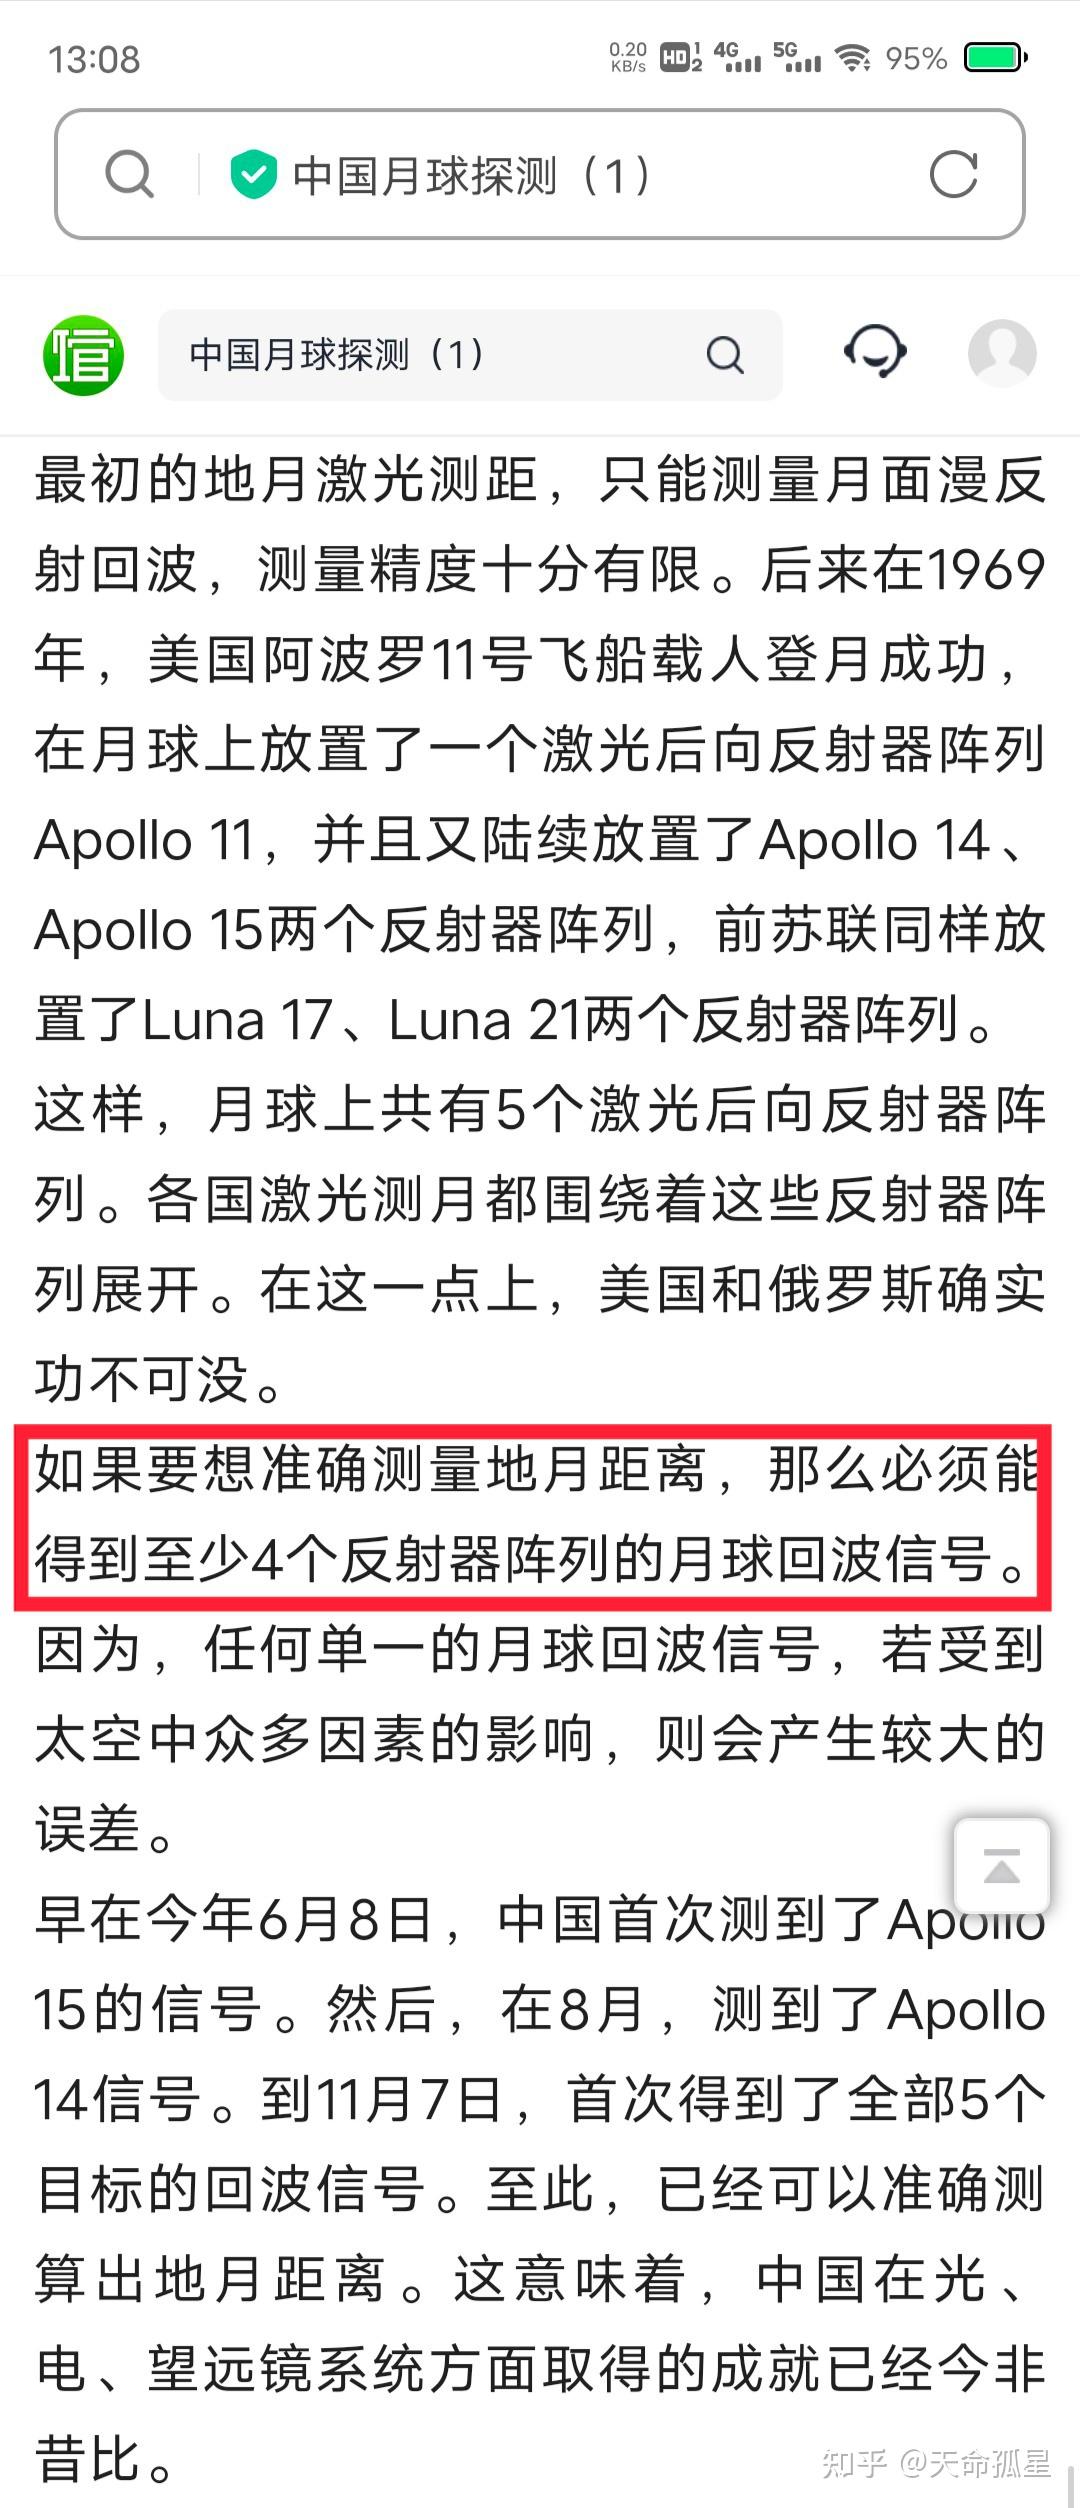 13:08
0.20
KB/s
HD 1 2
4G
5G
95%
中国月球探测（1）
信
中国月球探测（1）
最初的地月激光测距，只能测量月面漫反
射回波，测量精度十分有限。后来在1969
年，美国阿波罗11号飞船载人登月成功，
在月球上放置了一个激光后向反射器阵列
Apollo 11，并且又陆续放置了Apollo 14、
Apollo 15两个反射器阵列，前苏联同样放
置了Luna 17、Luna 21两个反射器阵列。
这样，月球上共有5个激光后向反射器阵
列。各国激光测月都围绕着这些反射器阵
列展开。在这一点上，美国和俄罗斯确实
功不可没。
如果要想准确测量地月距离，那么必须能
得到至少4个反射器阵列的月球回波信号。
因为，任何单一的月球回波信号，若受到
太空中众多因素的影响，则会产生较大的
误差。
早在今年6月8日，中国首次测到了Apollo
15的信号。然后，在8月，测到了Apollo
14信号。到11月7日，首次得到了全部5个
目标的回波信号。至此，已经可以准确测
算出地月距离。这意味着，中国在光、
电、望远镜系统方面取得的成就已经今非
昔比。
知乎 @天命孤星